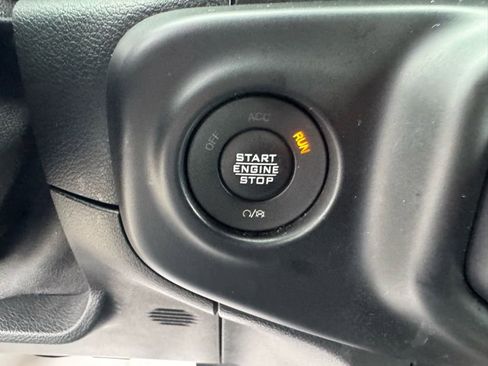 ACC
OFF
RUN
START
ENGINE
STOP